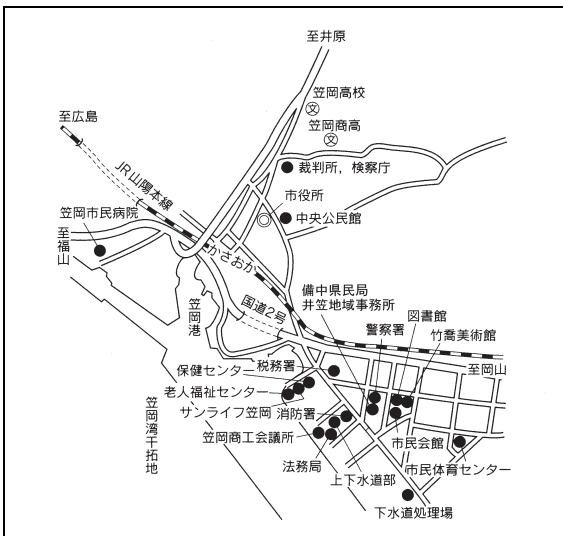 至井原
笠岡高校
文
笠岡商高
文
至広島
JR山陽本線
裁判所，検察庁
市役所
中央公民館
笠岡市民病院
至福山
かさおか
笠岡港
国道2号
備中県民局
井笠地域事務所
図書館
警察署
竹喬美術館
至岡山
税務署
保健センター
老人福祉センター
サンライフ笠岡
消防署
笠岡商工会議所
法務局
上下水道部
市民会館
市民体育センター
下水道処理場
笠岡湾干拓地